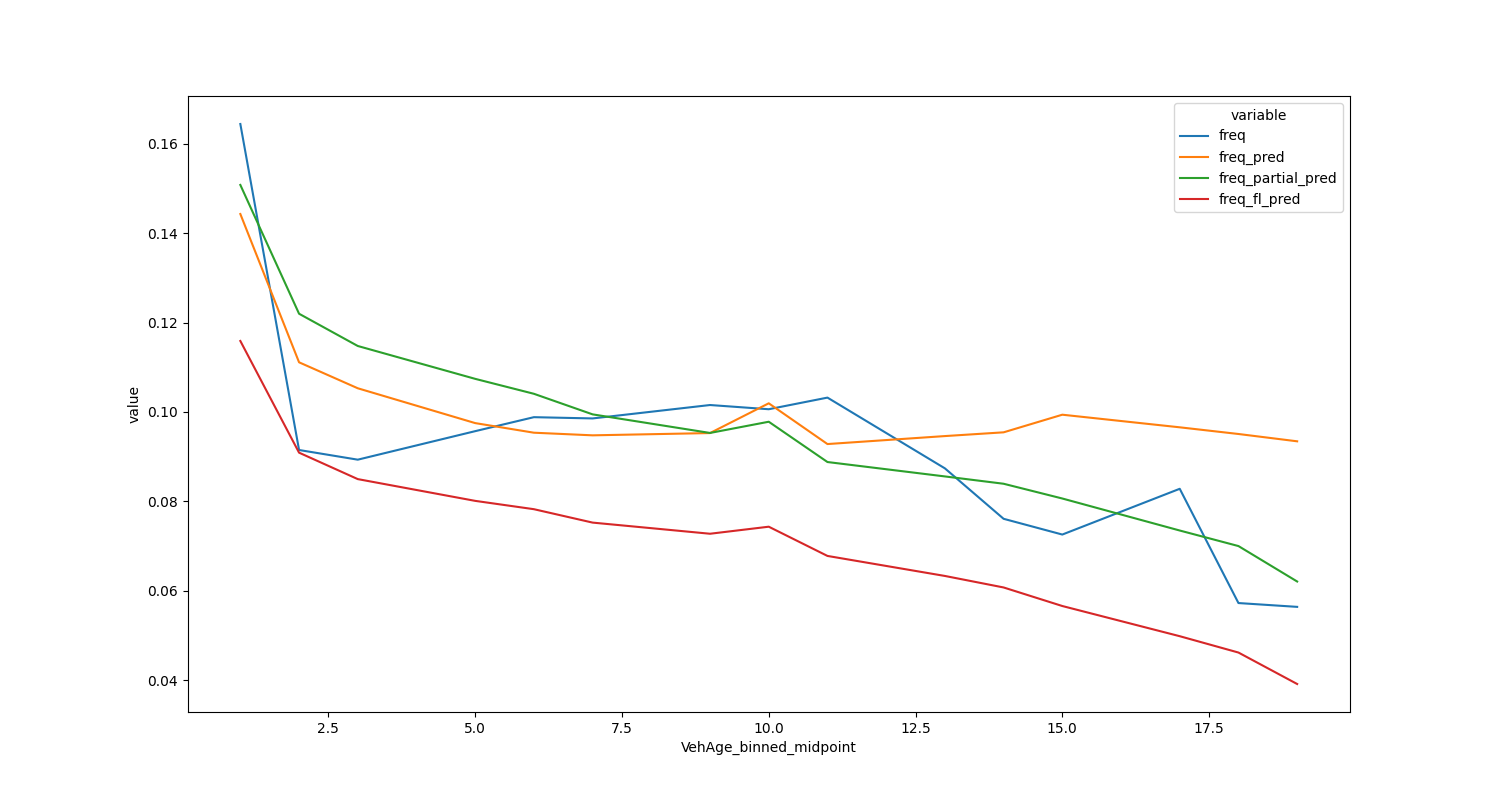 variable
freq
freq_pred
freq_partial_pred
freq_fl_pred
0.16
0.14
0.12
0.10
0.08
0.06
0.04
value
2.5 5.0 7.5 10.0 12.5 15.0 17.5
VehAge_binned_midpoint